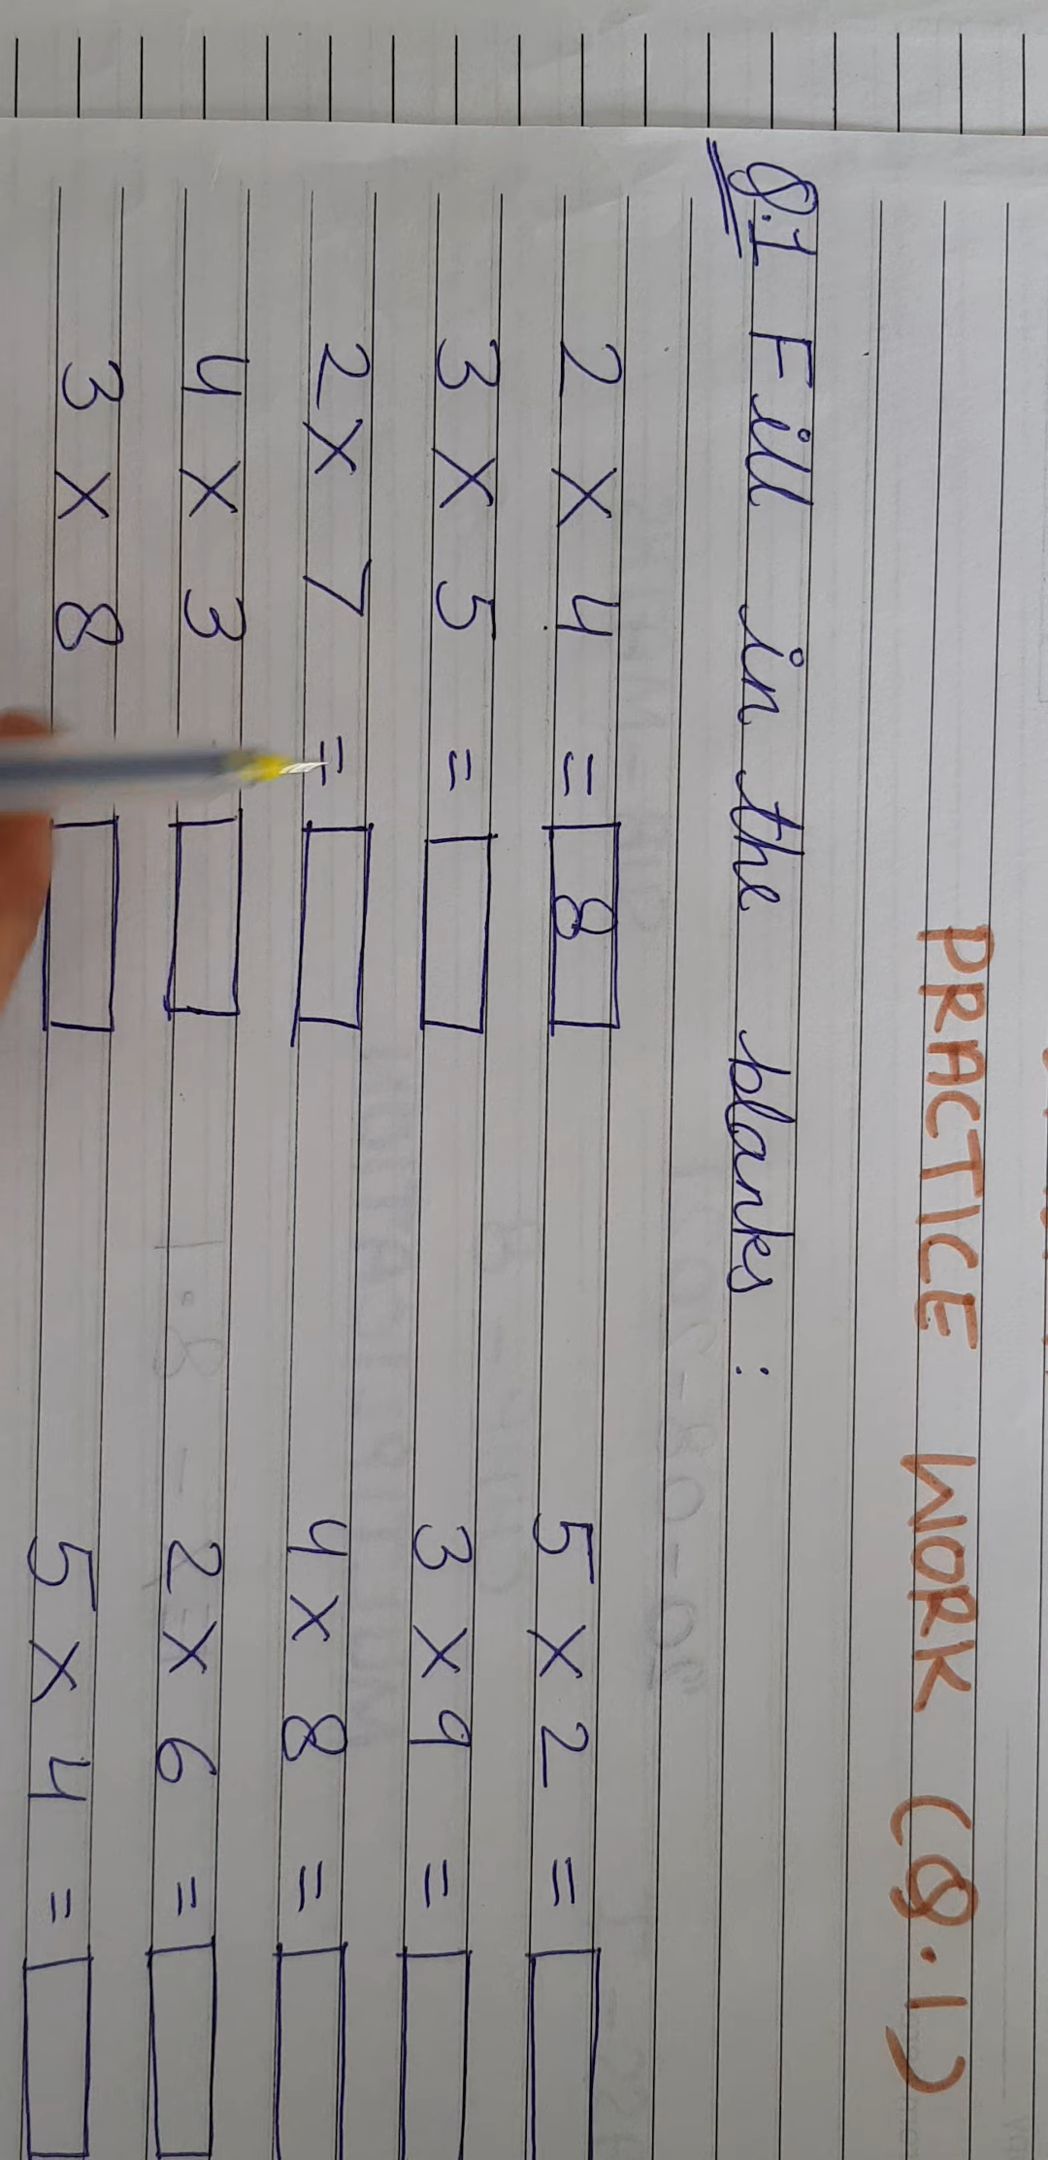 PRACTICE WORK (8.1)
Q.1 Fill in the blanks :
2 x 4 = 8 5 x 2 =
3 x 5 = 3 x 9 =
2 x 7 = 4 x 8 =
4 x 3 2 x 6 =
3 x 8 5 x 4 =